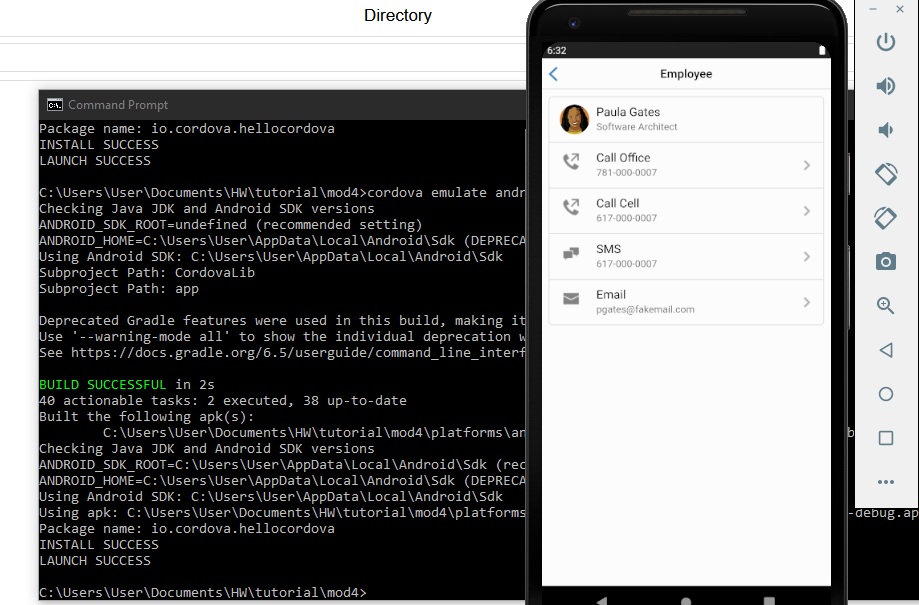 Directory
Command Prompt
Package name: io.cordova.hellocordova
INSTALL SUCCESS
LAUNCH SUCCESS
C:\Users\User\Documents\HW\tutorial\mod4>cordova emulate andr
Checking Java JDK and Android SDK versions
ANDROID_SDK_ROOT=undefined (recommended setting)
ANDROID_HOME=C:\Users\User\AppData\Local\Android\Sdk (DEPRECA
Using Android SDK: C:\Users\User\AppData\Local\Android\Sdk
Subproject Path: CordovaLib
Subproject Path: app
Deprecated Gradle features were used in this build, making it
Use '--warning-mode all' to show the individual deprecation w
See https://docs.gradle.org/6.5/userguide/command_line_interf
BUILD SUCCESSFUL in 2s
40 actionable tasks: 2 executed, 38 up-to-date
Built the following apk(s):
C:\Users\User\Documents\HW\tutorial\mod4\platforms\an
Checking Java JDK and Android SDK versions
ANDROID_SDK_ROOT=C:\Users\User\AppData\Local\Android\Sdk (rec
ANDROID_HOME=C:\Users\User\AppData\Local\Android\Sdk (DEPRECA
Using Android SDK: C:\Users\User\AppData\Local\Android\Sdk
Using apk: C:\Users\User\Documents\HW\tutorial\mod4\platforms
-debug.ap
Package name: io.cordova.hellocordova
INSTALL SUCCESS
LAUNCH SUCCESS
C:\Users\User\Documents\HW\tutorial\mod4>
6:32
Employee
Paula Gates
Software Architect
Call Office
781-000-0007
Call Cell
617-000-0007
SMS
617-000-0007
Email
pgates@fakemail.com